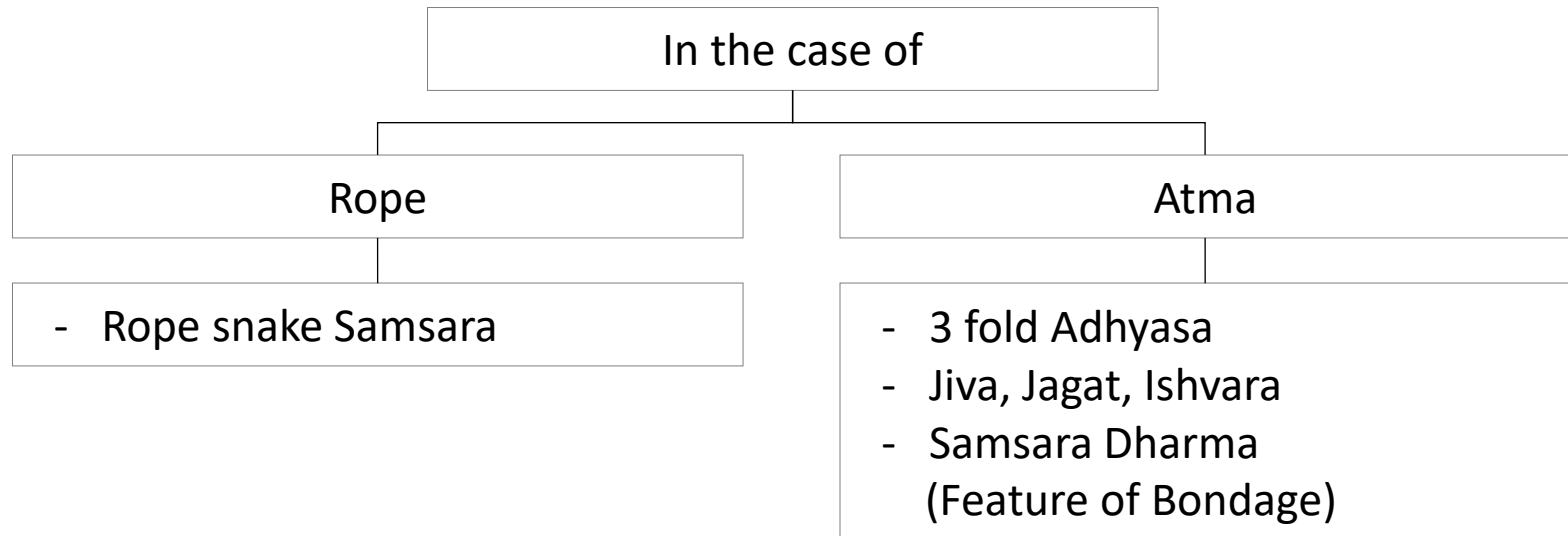 In the case of
Rope
Atma
- Rope snake Samsara
- 3 fold Adhyasa
- Jiva, Jagat, Ishvara
- Samsara Dharma
(Feature of Bondage)